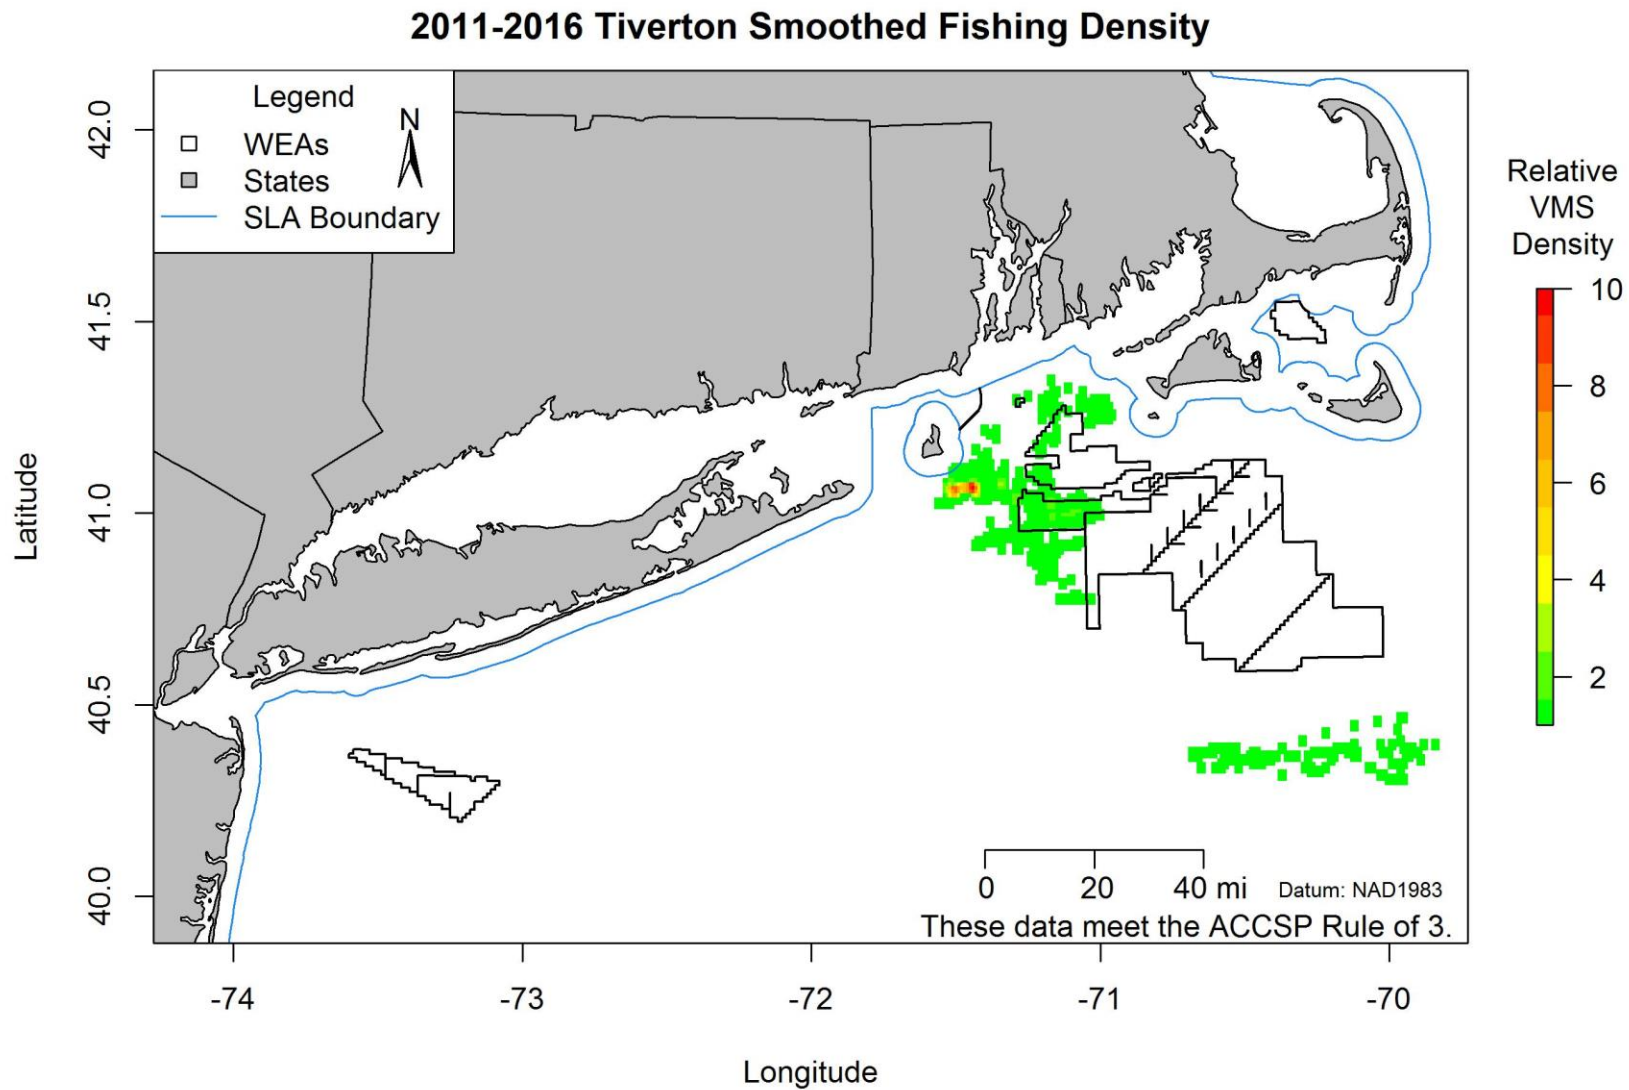 2011-2016 Tiverton Smoothed Fishing Density
Legend
N
WEAs
States
SLA Boundary
Relative
VMS
Density
10
8
6
4
2
Latitude
42.0
41.5
41.0
40.5
40.0
0 20 40 mi
Datum: NAD1983
These data meet the ACCSP Rule of 3.
-74 -73 -72 -71 -70
Longitude